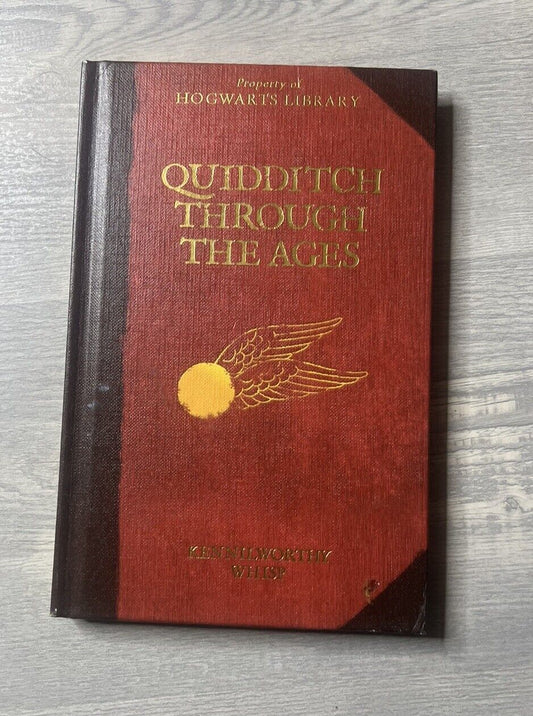 Property of
HOGWARTS LIBRARY
QUIDDITCH
THROUGH
THE AGES
KENNILWORTHY
WHISP